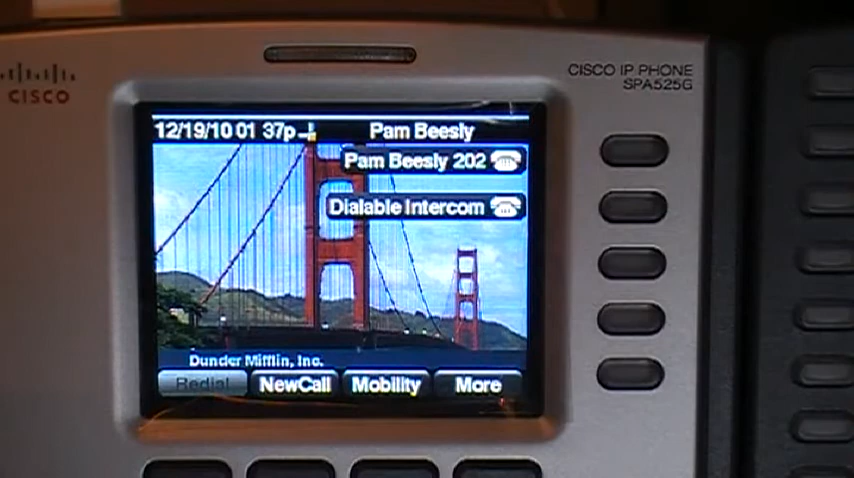 CISCO
CISCO IP PHONE
SPA525G
12/19/10 01 37p Pam Beesly
Pam Beesly 202
Dialable Intercom
Dunder Mifflin, Inc.
Redial NewCall Mobility More